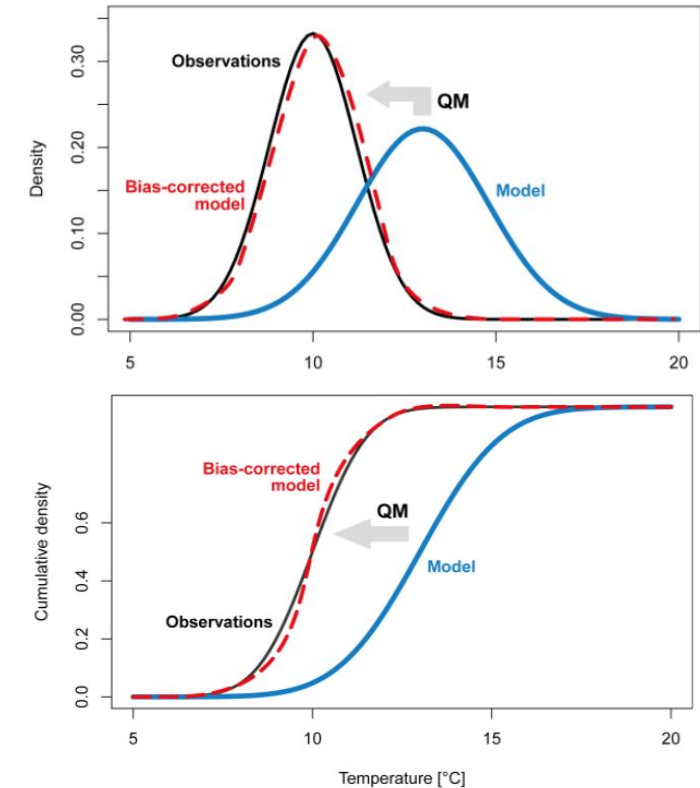 Observations
QM
Bias-corrected
model
Model
Density
0.30
0.20
0.10
0.00
5
10
15
20
Bias-corrected
model
QM
Model
Observations
Cumulative density
0.6
0.4
0.2
0.0
5
10
15
20
Temperature [°C]